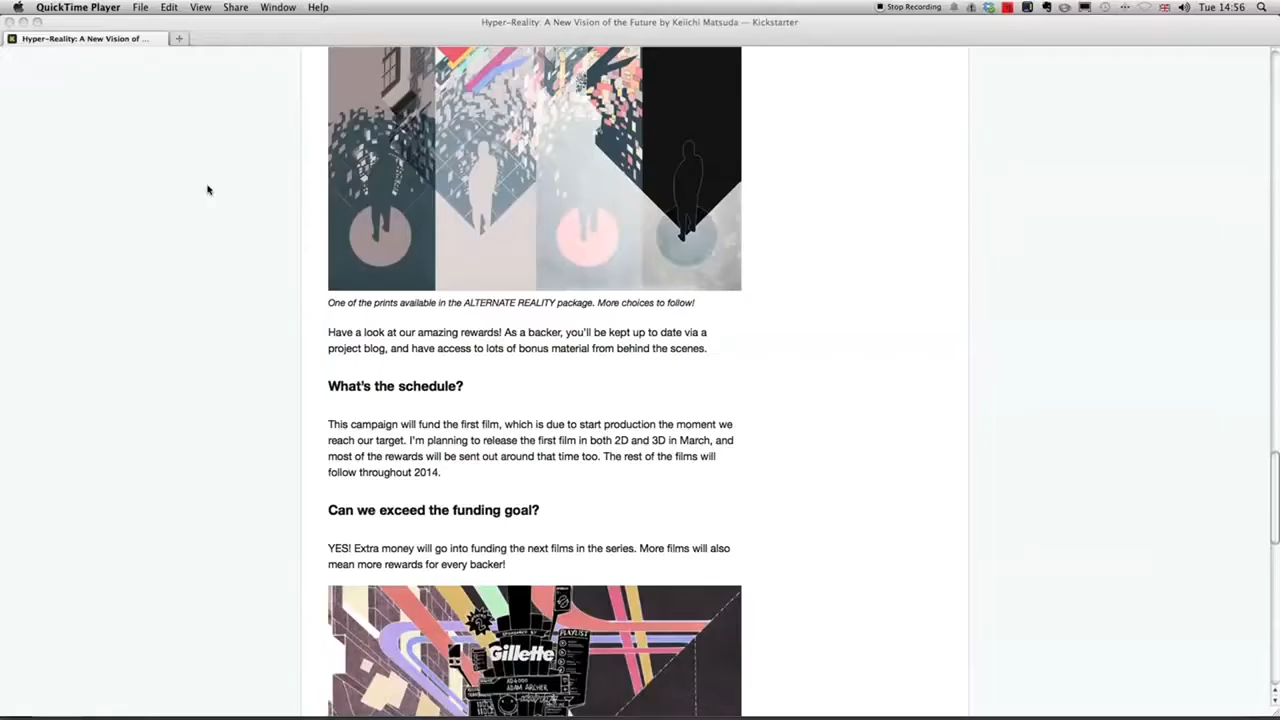 QuickTime Player File Edit View Share Window Help Stop Recording Tue 14:56
Hyper-Reality: A New Vision of the Future by Keiichi Matsuda — Kickstarter
Hyper-Reality: A New Vision of ...
One of the prints available in the ALTERNATE REALITY package. More choices to follow!
Have a look at our amazing rewards! As a backer, you'll be kept up to date via a
project blog, and have access to lots of bonus material from behind the scenes.
What's the schedule?
This campaign will fund the first film, which is due to start production the moment we
reach our target. I'm planning to release the first film in both 2D and 3D in March, and
most of the rewards will be sent out around that time too. The rest of the films will
follow throughout 2014.
Can we exceed the funding goal?
YES! Extra money will go into funding the next films in the series. More films will also
mean more rewards for every backer!
SPONSORED BY
PLAYLIST
Gillette
ADAM ARCHER